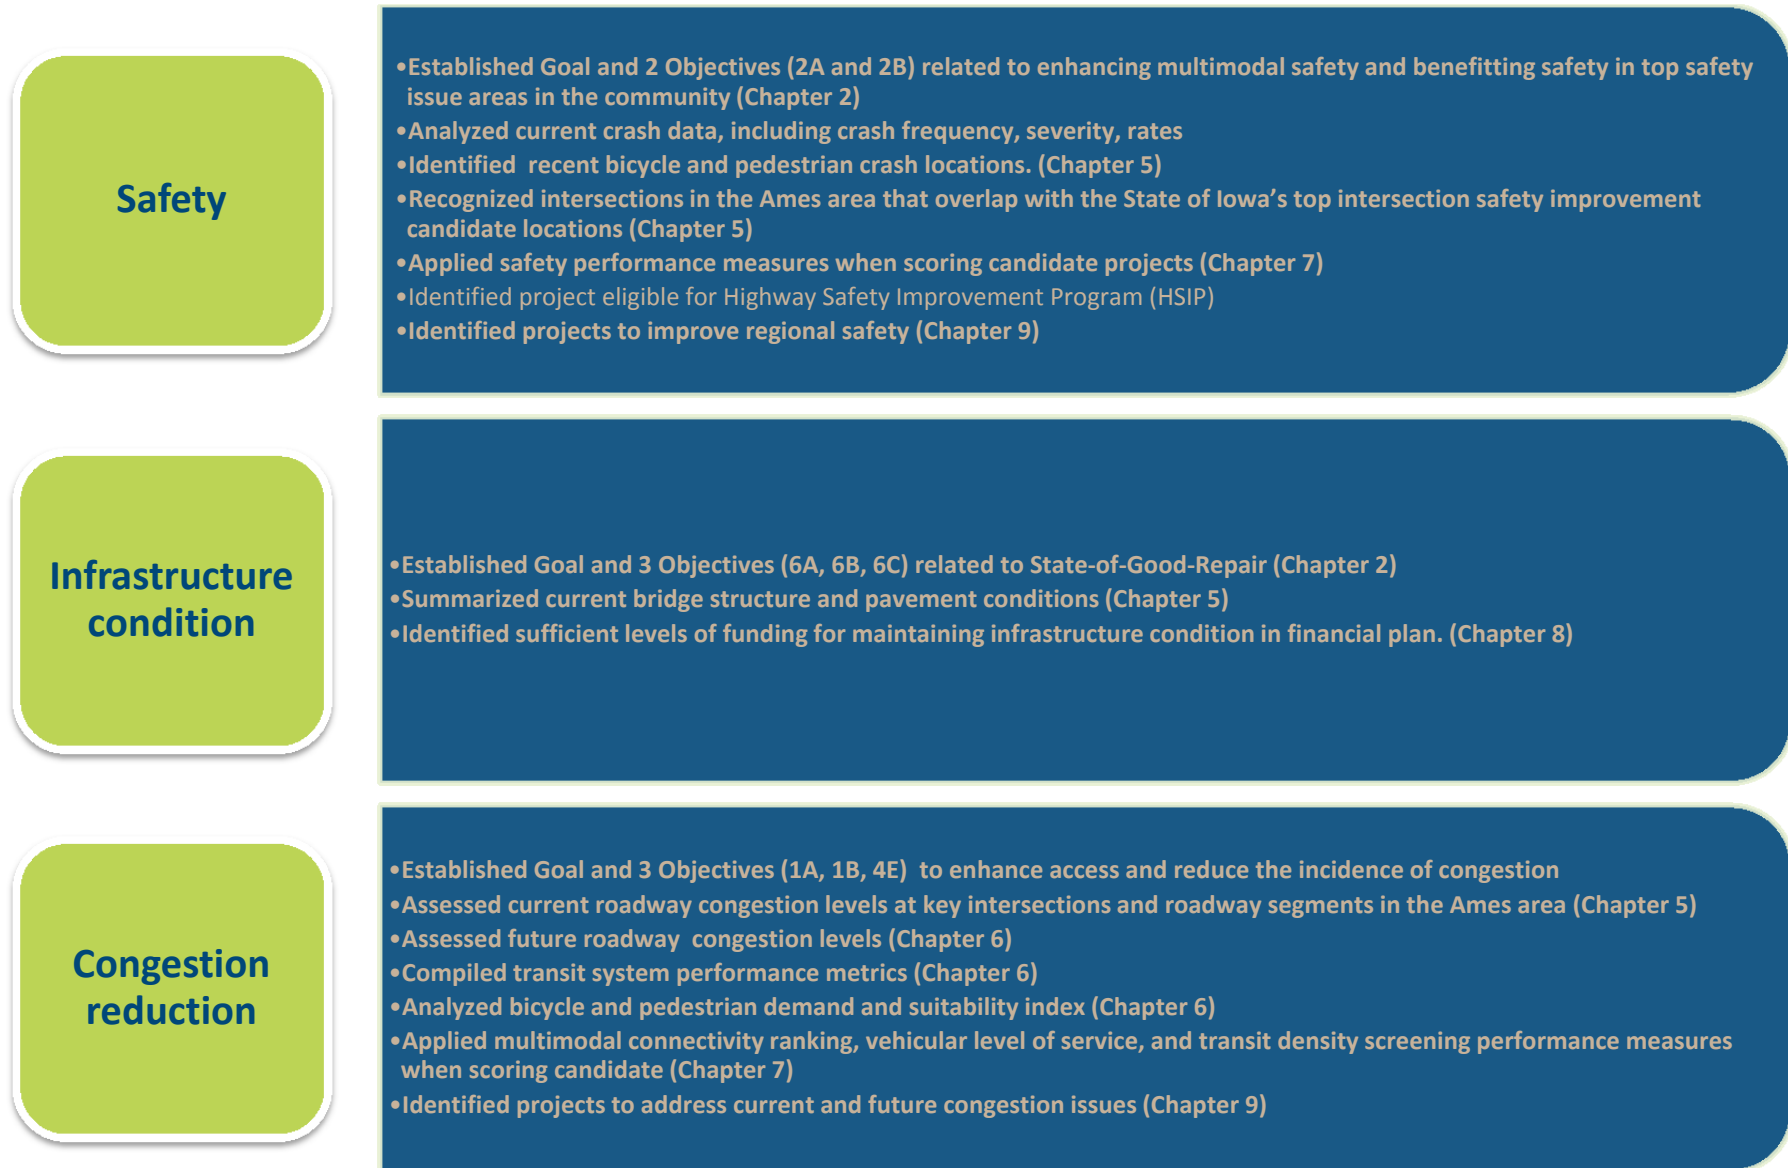 Safety
•Established Goal and 2 Objectives (2A and 2B) related to enhancing multimodal safety and benefitting safety in top safety
issue areas in the community (Chapter 2)
•Analyzed current crash data, including crash frequency, severity, rates
•Identified  recent bicycle and pedestrian crash locations. (Chapter 5)
•Recognized intersections in the Ames area that overlap with the State of Iowa’s top intersection safety improvement
candidate locations (Chapter 5)
•Applied safety performance measures when scoring candidate projects (Chapter 7)
•Identified project eligible for Highway Safety Improvement Program (HSIP)
•Identified projects to improve regional safety (Chapter 9)
Infrastructure
condition
•Established Goal and 3 Objectives (6A, 6B, 6C) related to State-of-Good-Repair (Chapter 2)
•Summarized current bridge structure and pavement conditions (Chapter 5)
•Identified sufficient levels of funding for maintaining infrastructure condition in financial plan. (Chapter 8)
Congestion
reduction
•Established Goal and 3 Objectives (1A, 1B, 4E)  to enhance access and reduce the incidence of congestion
•Assessed current roadway congestion levels at key intersections and roadway segments in the Ames area (Chapter 5)
•Assessed future roadway  congestion levels (Chapter 6)
•Compiled transit system performance metrics (Chapter 6)
•Analyzed bicycle and pedestrian demand and suitability index (Chapter 6)
•Applied multimodal connectivity ranking, vehicular level of service, and transit density screening performance measures
when scoring candidate (Chapter 7)
•Identified projects to address current and future congestion issues (Chapter 9)